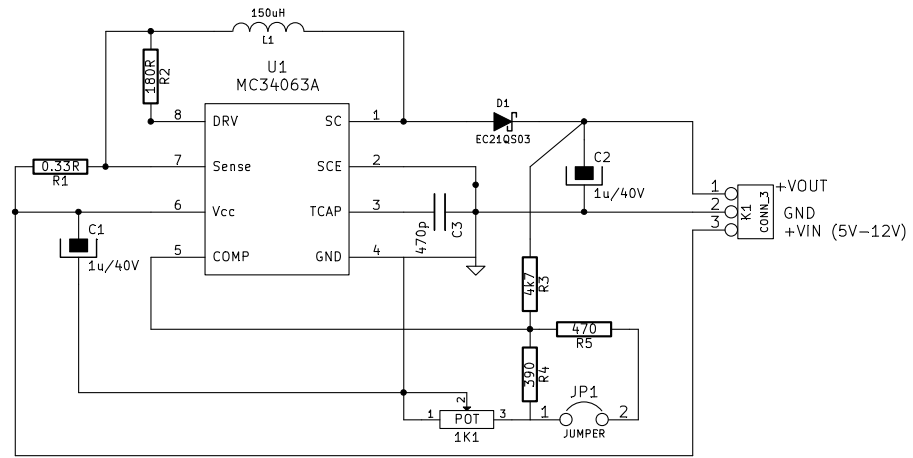 150uH
L1
U1
MC34063A
180R
R2
8 DRV SC 1
D1
EC21QS03
7 Sense SCE 2
0.33R
R1
C2
1u/40V
1 +VOUT
6 Vcc TCAP 3
2 GND
3 +VIN (5V-12V)
K1
CONN_3
C1
1u/40V
470p
C3
5 COMP GND 4
4k7
R3
470
R5
390
R4
JP1
2
1 POT 3
1 2
1K1
JUMPER